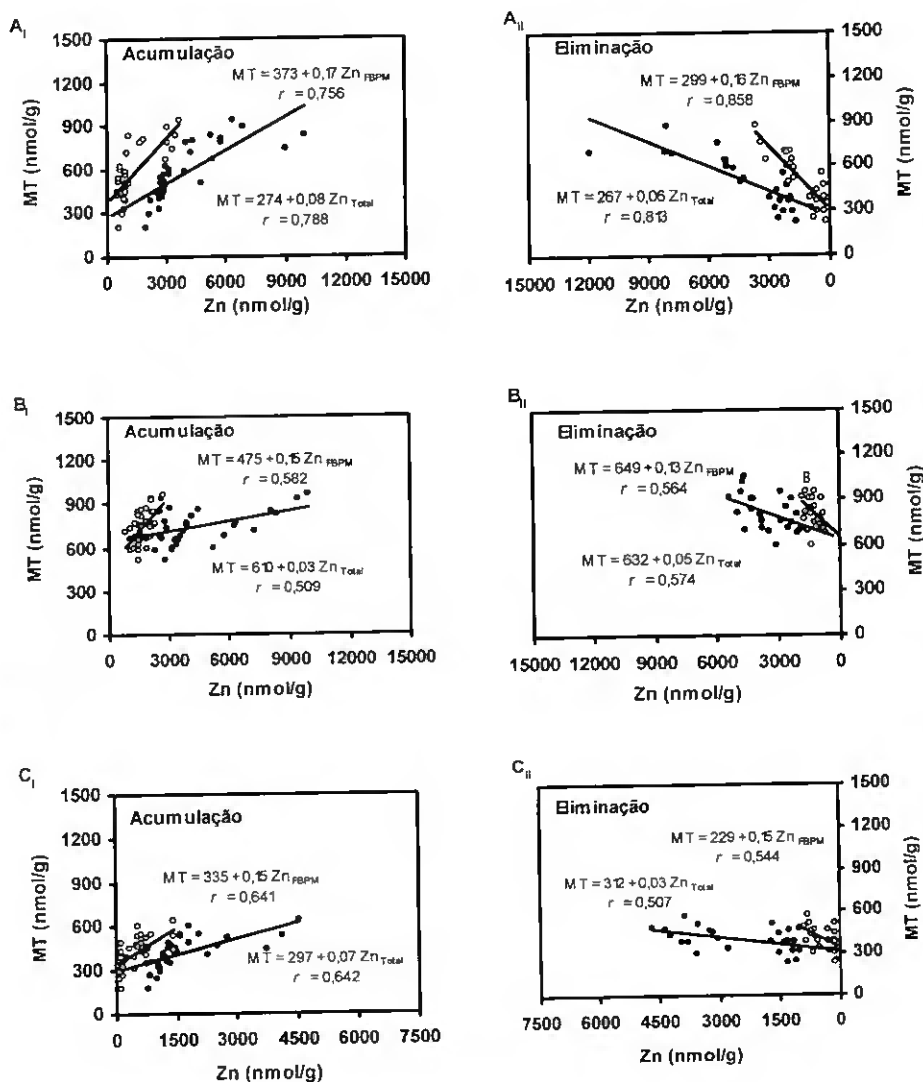 A_I
1500
1200
900
600
300
0
MT (nmol/g)
Acumulação
MT = 373 + 0,17 Zn FBPM
r = 0,756
MT = 274 + 0,08 Zn Total
r = 0,788
0 3000 6000 9000 12000 15000
Zn (nmol/g)
A_II
Eliminação
MT = 299 + 0,16 Zn FBPM
r = 0,858
MT = 267 + 0,06 Zn Total
r = 0,813
1500
1200
900
600
300
0
MT (nmol/g)
15000 12000 9000 6000 3000 0
Zn (nmol/g)
B_I
1500
1200
900
600
300
0
MT (nmol/g)
Acumulação
MT = 475 + 0,15 Zn FBPM
r = 0,582
MT = 610 + 0,03 Zn Total
r = 0,509
0 3000 6000 9000 12000 15000
Zn (nmol/g)
B_II
Eliminação
MT = 649 + 0,13 Zn FBPM
r = 0,564
B
MT = 632 + 0,05 Zn Total
r = 0,574
1500
1200
900
600
300
0
MT (nmol/g)
15000 12000 9000 6000 3000 0
Zn (nmol/g)
C_I
1500
1200
900
600
300
0
MT (nmol/g)
Acumulação
MT = 335 + 0,15 Zn FBPM
r = 0,641
MT = 297 + 0,07 Zn Total
r = 0,642
0 1500 3000 4500 7500
Zn (nmol/g)
C_II
Eliminação
MT = 229 + 0,15 Zn FBPM
r = 0,544
MT = 312 + 0,03 Zn Total
r = 0,507
1500
1200
900
600
300
0
MT (nmol/g)
7500 6000 4500 3000 1500 0
Zn (nmol/g)